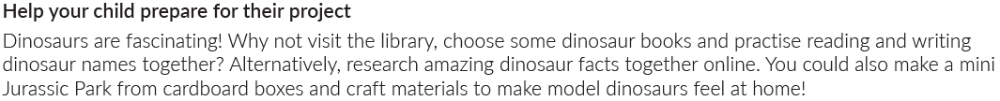 Help your child prepare for their project
Dinosaurs are fascinating! Why not visit the library, choose some dinosaur books and practise reading and writing
dinosaur names together? Alternatively, research amazing dinosaur facts together online. You could also make a mini
Jurassic Park from cardboard boxes and craft materials to make model dinosaurs feel at home!